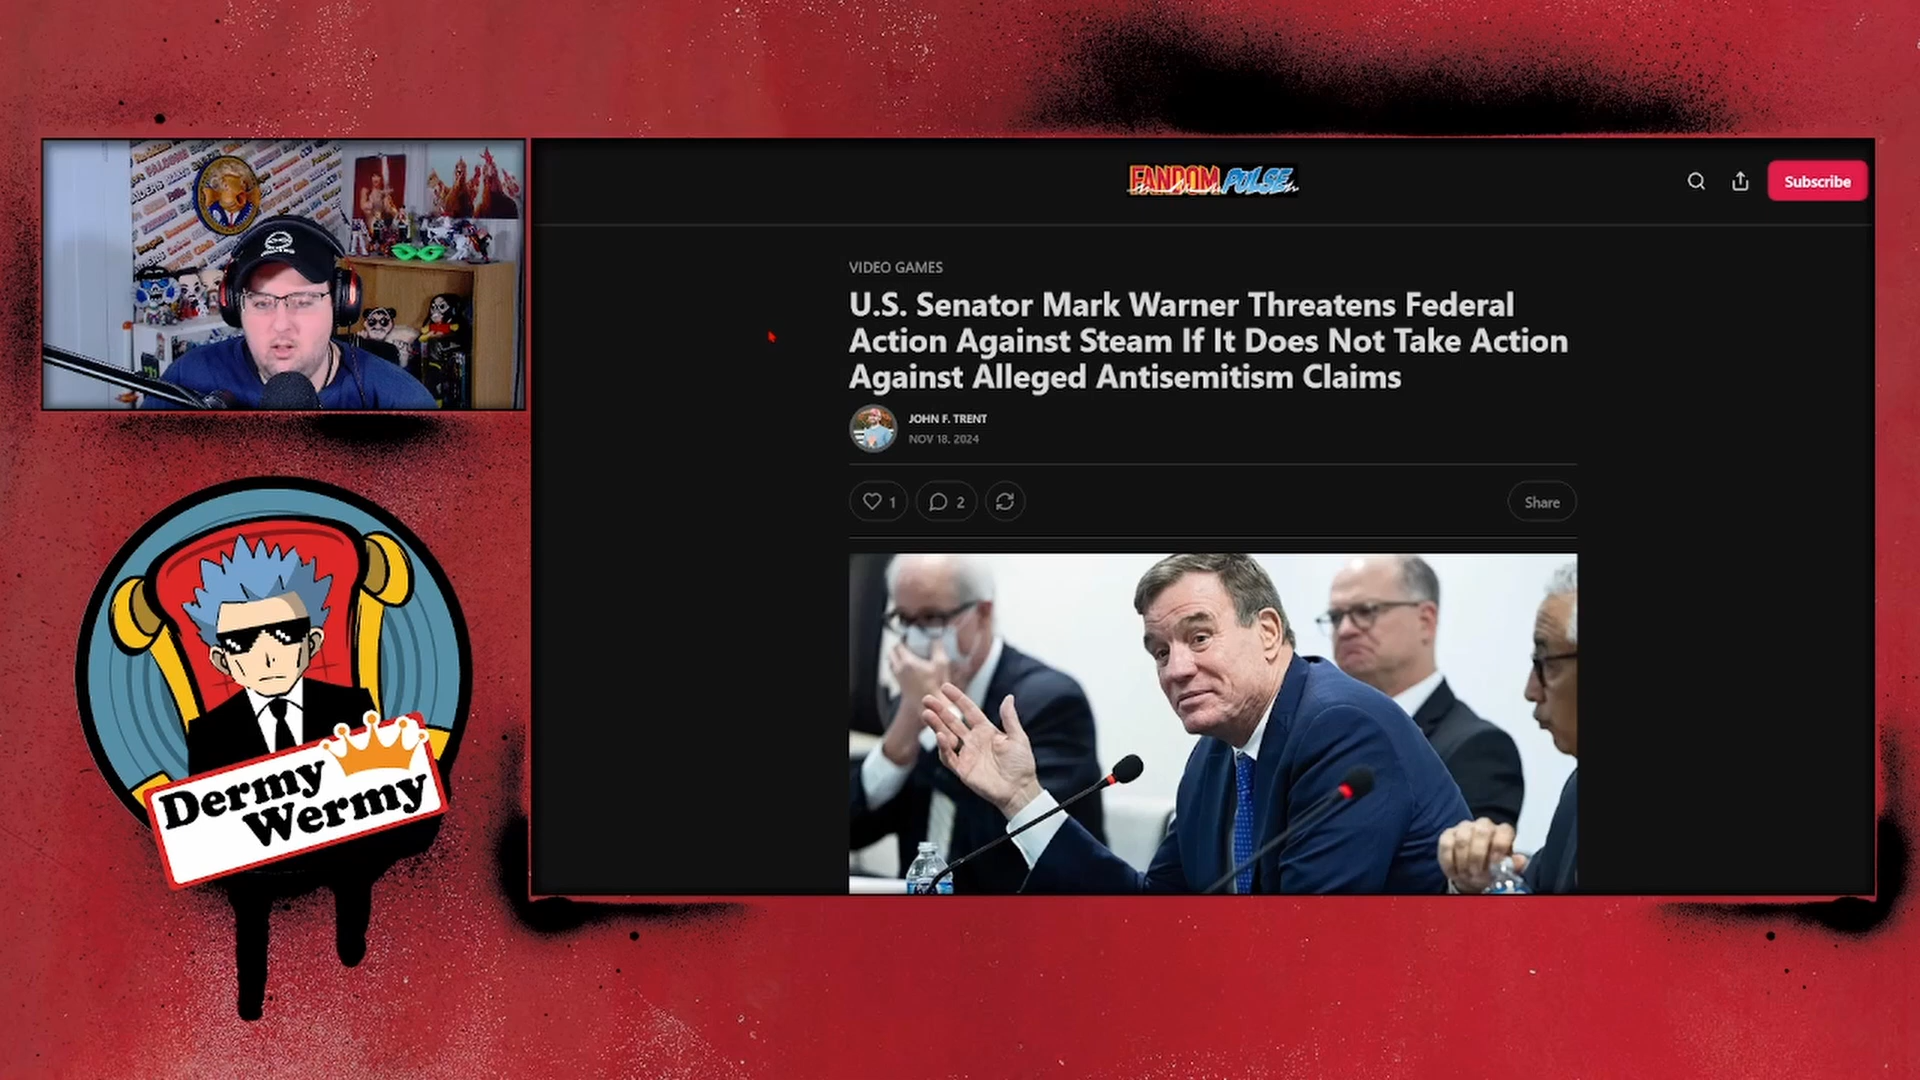 FANDOM PULSE
Subscribe
VIDEO GAMES
U.S. Senator Mark Warner Threatens Federal
Action Against Steam If It Does Not Take Action
Against Alleged Antisemitism Claims
JOHN F. TRENT
NOV 18, 2024
1
2
Share
Dermy
Wermy